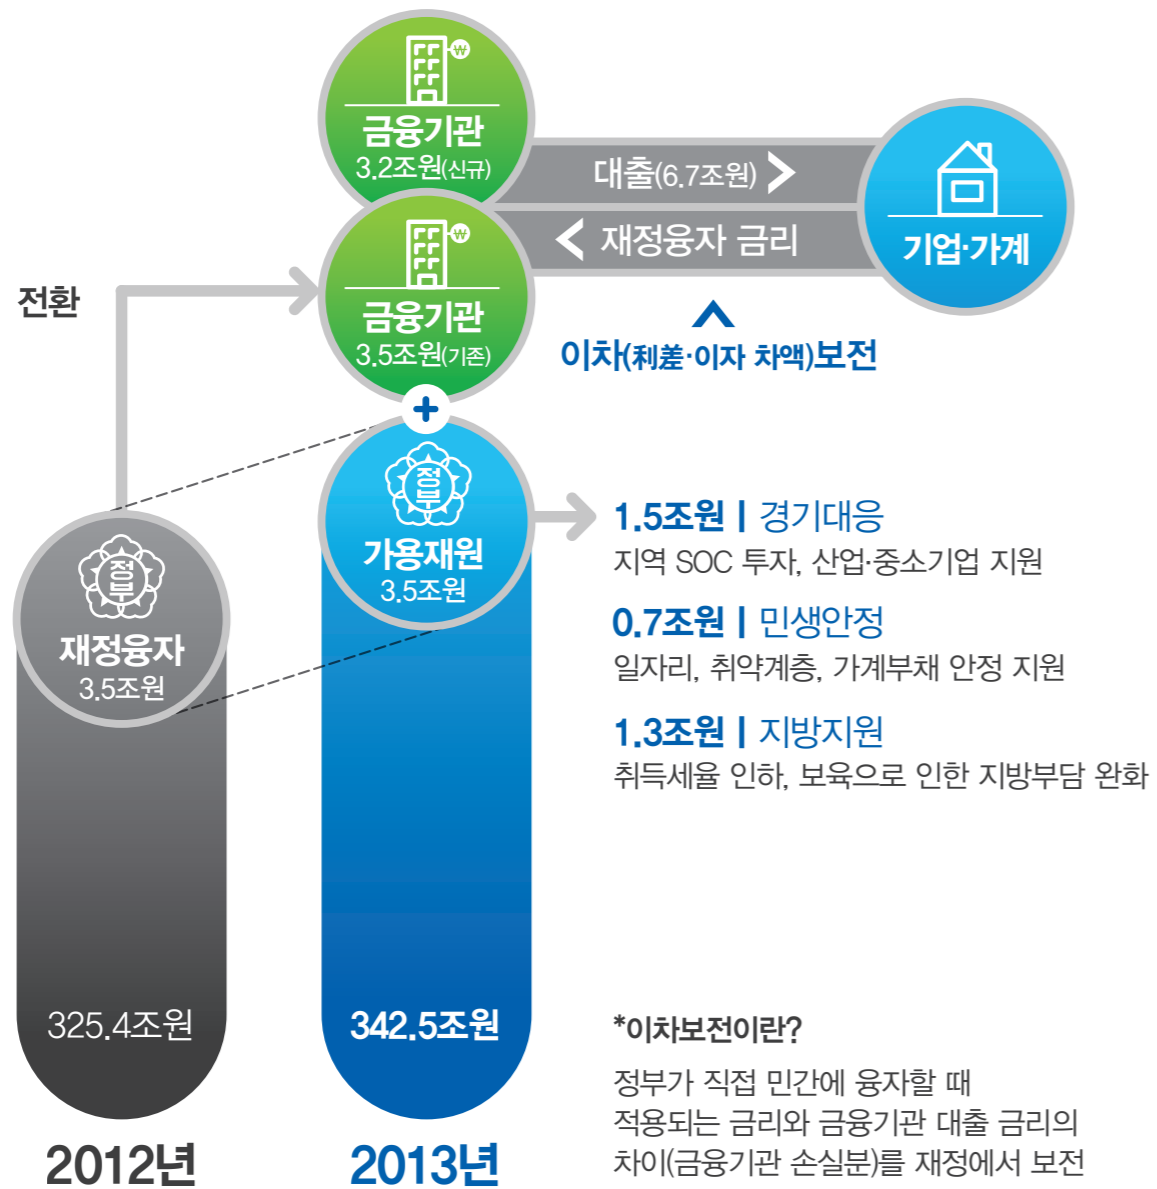 ₩
금융기관
3.2조원(신규)
대출(6.7조원)
재정융자 금리
기업·가계
₩
금융기관
3.5조원(기존)
전환
이차(利差·이자 차액)보전
+
정부
가용재원
3.5조원
정부
재정융자
3.5조원
1.5조원 | 경기대응
지역 SOC 투자, 산업·중소기업 지원
0.7조원 | 민생안정
일자리, 취약계층, 가계부채 안정 지원
1.3조원 | 지방지원
취득세율 인하, 보육으로 인한 지방부담 완화
325.4조원
342.5조원
2012년
2013년
*이차보전이란?
정부가 직접 민간에 융자할 때
적용되는 금리와 금융기관 대출 금리의
차이(금융기관 손실분)를 재정에서 보전